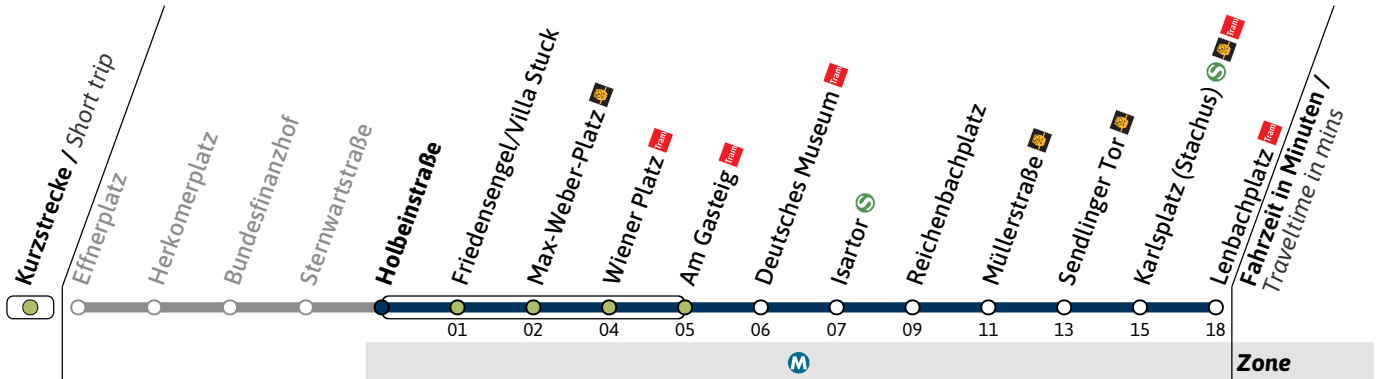 Kurzstrecke / Short trip
Effnerplatz
Herkomerplatz
Bundesfinanzhof
Sternwartstraße
Holbeinstraße
Friedensengel/Villa Stuck
Max-Weber-Platz
Wiener Platz Tram
Am Gasteig Tram
Deutsches Museum Tram
Isartor S
Reichenbachplatz
Müllerstraße
Sendlinger Tor
Karlsplatz (Stachus) S Tram
Lenbachplatz Tram
Fahrzeit in Minuten /
Traveltime in mins
01 02 04 05 06 07 09 11 13 15 18
M Zone